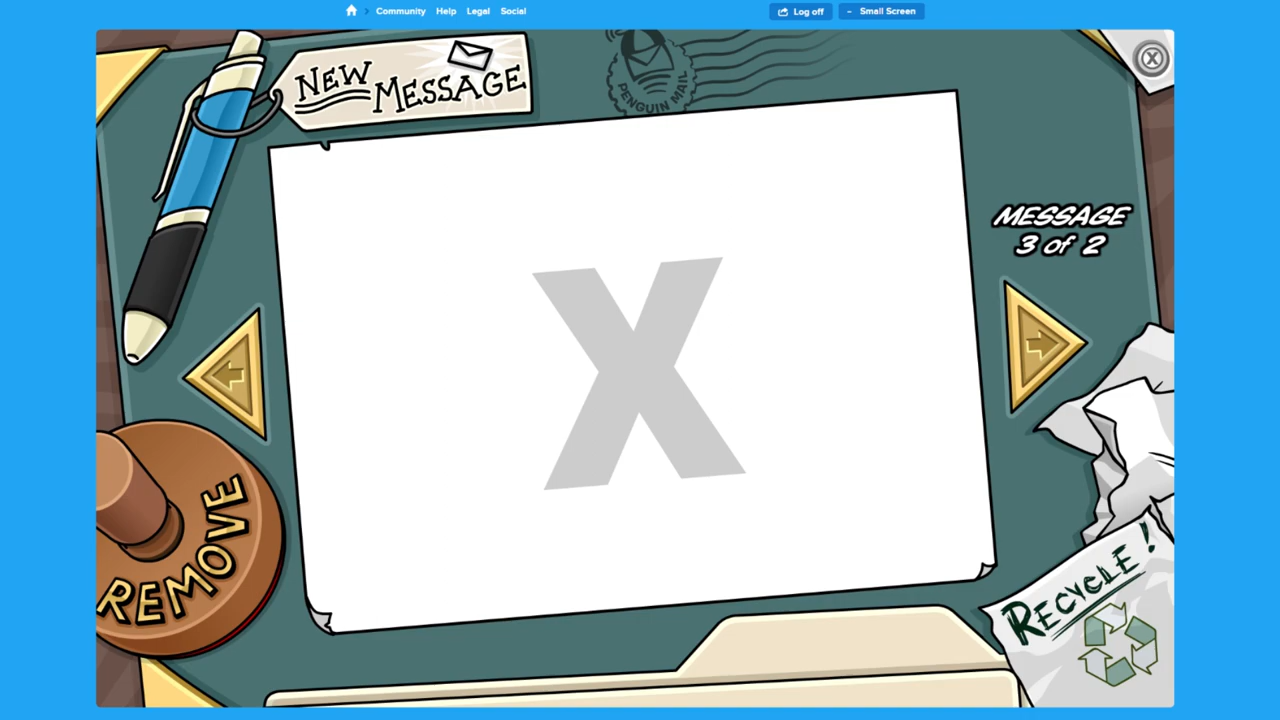 Community Help Legal Social
Log off
- Small Screen
NEW MESSAGE
PENGUIN MAIL
X
MESSAGE
3 of 2
X
REMOVE
RECYCLE!